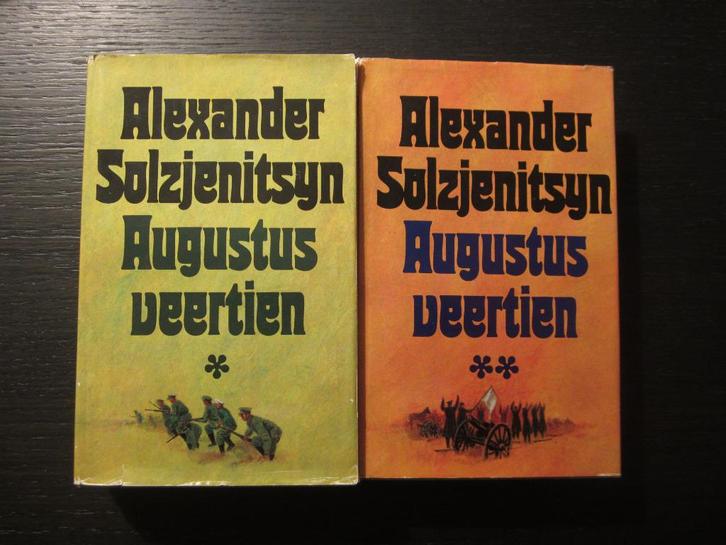 Alexander
Solzjenitsyn
Augustus
veertien
*
Alexander
Solzjenitsyn
Augustus
veertien
**